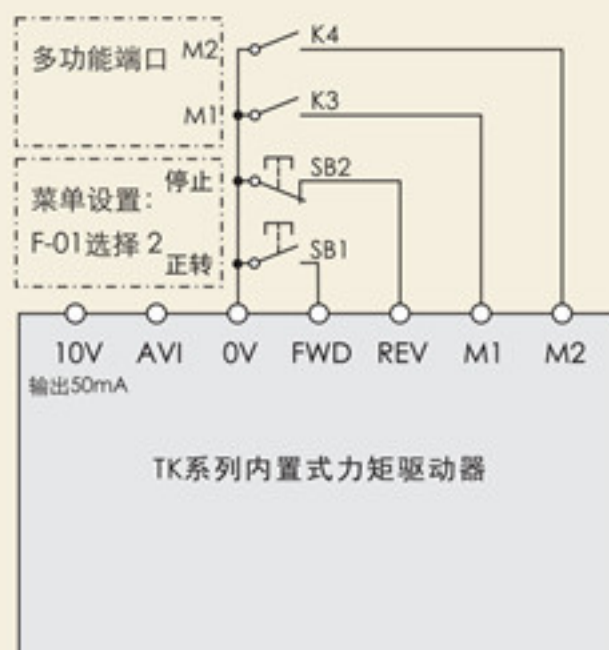 K4
多功能端口 M2
K3
M1
停止 SB2
菜单设置:
F-01选择 2
正转 SB1
10V AVI 0V FWD REV M1 M2
输出50mA
TK系列内置式力矩驱动器